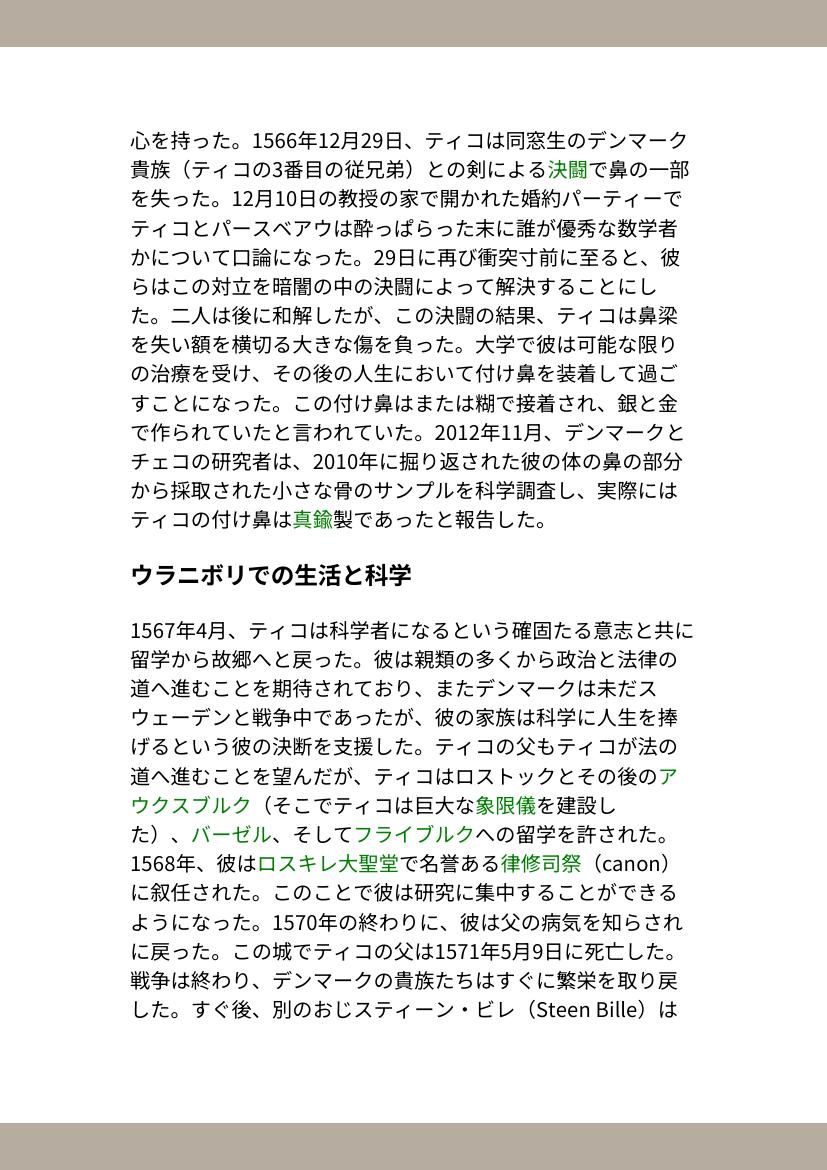 心を持った。1566年12月29日、ティコは同窓生のデンマーク
貴族（ティコの3番目の従兄弟）との剣による決闘で鼻の一部
を失った。12月10日の教授の家で開かれた婚約パーティーで
ティコとパースベアウは酔っぱらった末に誰が優秀な数学者
かについて口論になった。29日に再び衝突寸前に至ると、彼
らはこの対立を暗闇の中の決闘によって解決することにし
た。二人は後に和解したが、この決闘の結果、ティコは鼻梁
を失い額を横切る大きな傷を負った。大学で彼は可能な限り
の治療を受け、その後の人生において付け鼻を装着して過ご
すことになった。この付け鼻はまたは糊で接着され、銀と金
で作られていたと言われていた。2012年11月、デンマークと
チェコの研究者は、2010年に掘り返された彼の体の鼻の部分
から採取された小さな骨のサンプルを科学調査し、実際には
ティコの付け鼻は真鍮製であったと報告した。
ウラニボリでの生活と科学
1567年4月、ティコは科学者になるという確固たる意志と共に
留学から故郷へと戻った。彼は親類の多くから政治と法律の
道へ進むことを期待されており、またデンマークは未だス
ウェーデンと戦争中であったが、彼の家族は科学に人生を捧
げるという彼の決断を支援した。ティコの父もティコが法の
道へ進むことを望んだが、ティコはロストックとその後のア
ウクスブルク（そこでティコは巨大な象限儀を建設し
た）、バーゼル、そしてフライブルクへの留学を許された。
1568年、彼はロスキレ大聖堂で名誉ある律修司祭（canon）
に叙任された。このことで彼は研究に集中することができる
ようになった。1570年の終わりに、彼は父の病気を知らされ
に戻った。この城でティコの父は1571年5月9日に死亡した。
戦争は終わり、デンマークの貴族たちはすぐに繁栄を取り戻
した。すぐ後、別のおじスティーン・ビレ（Steen Bille）は